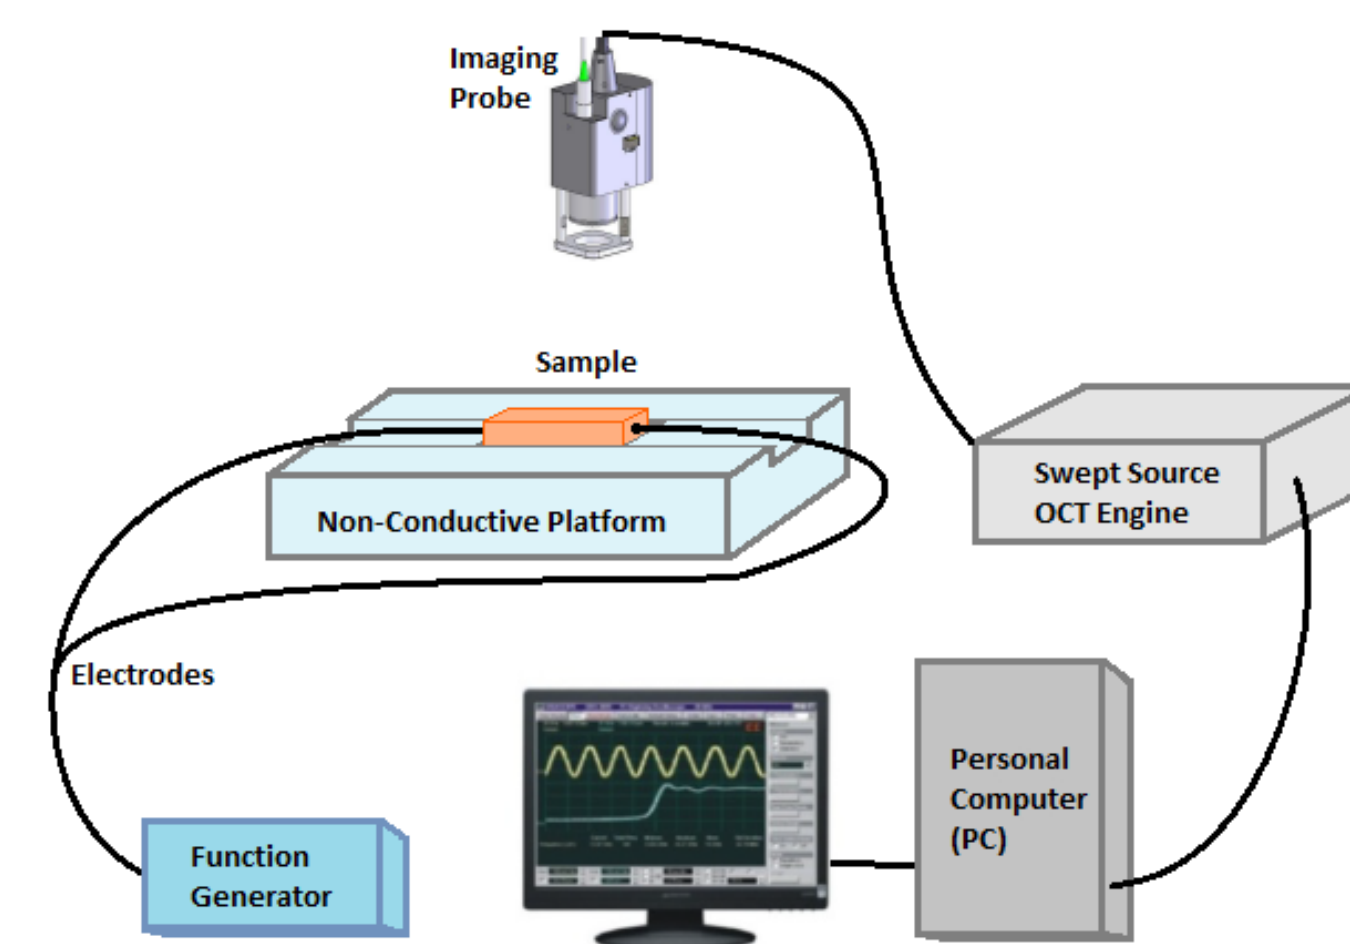 Imaging
Probe
Sample
Non-Conductive Platform
Swept Source
OCT Engine
Electrodes
Function
Generator
Personal
Computer
(PC)